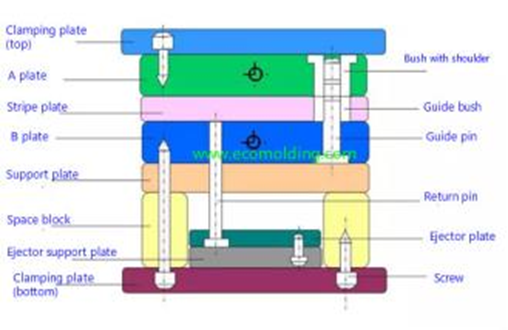 Clamping plate
(top)
A plate
Stripe plate
B plate
Support plate
Space block
Ejector support plate
Clamping plate
(bottom)
Bush with shoulder
Guide bush
Guide pin
www.ecomolding.com
Return pin
Ejector plate
Screw